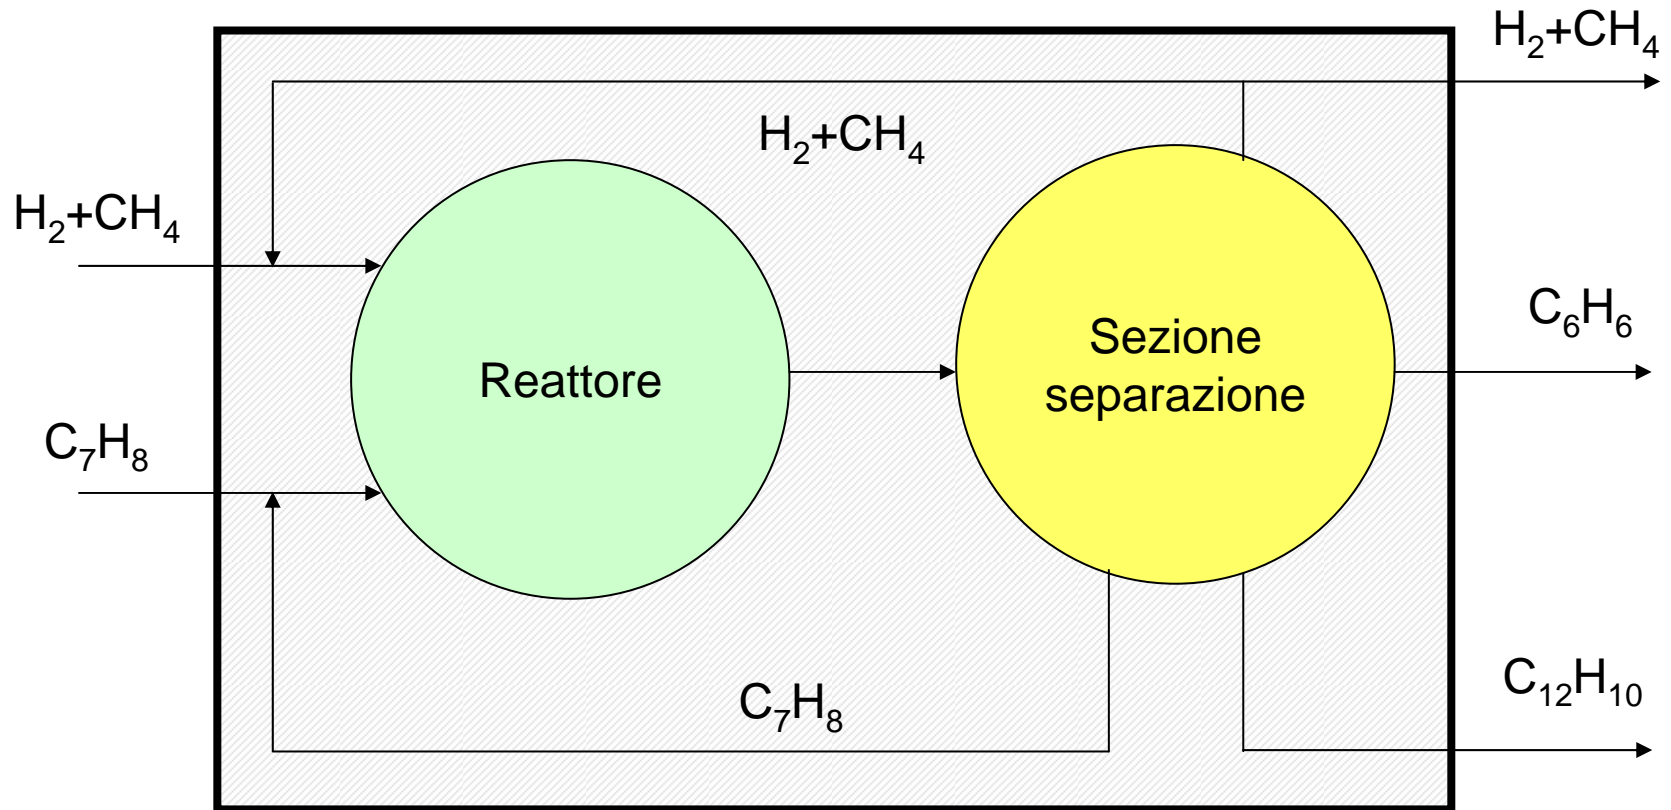 H₂+CH₄
H₂+CH₄
H₂+CH₄
C₆H₆
Reattore
Sezione
separazione
C₇H₈
C₇H₈
C₁₂H₁₀